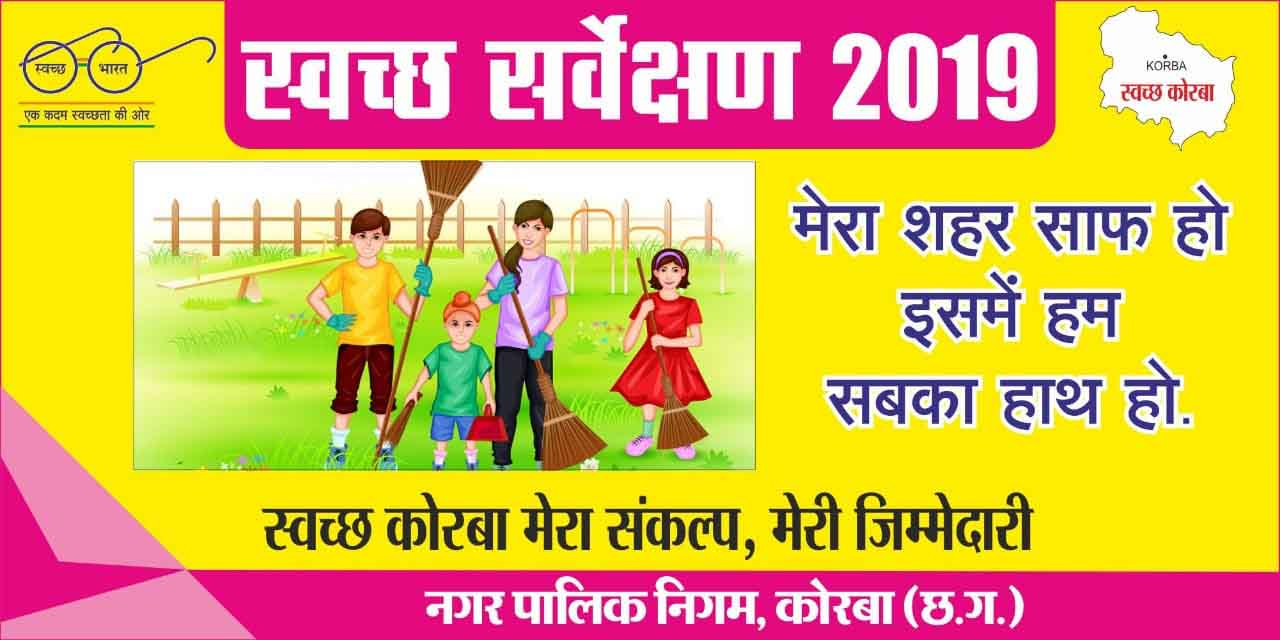 स्वच्छ भारत
एक कदम स्वच्छता की ओर
स्वच्छ सर्वेक्षण 2019
KORBA
स्वच्छ कोरबा
मेरा शहर साफ हो
इसमें हम
सबका हाथ हो.
स्वच्छ कोरबा मेरा संकल्प, मेरी जिम्मेदारी
नगर पालिक निगम, कोरबा (छ.ग.)